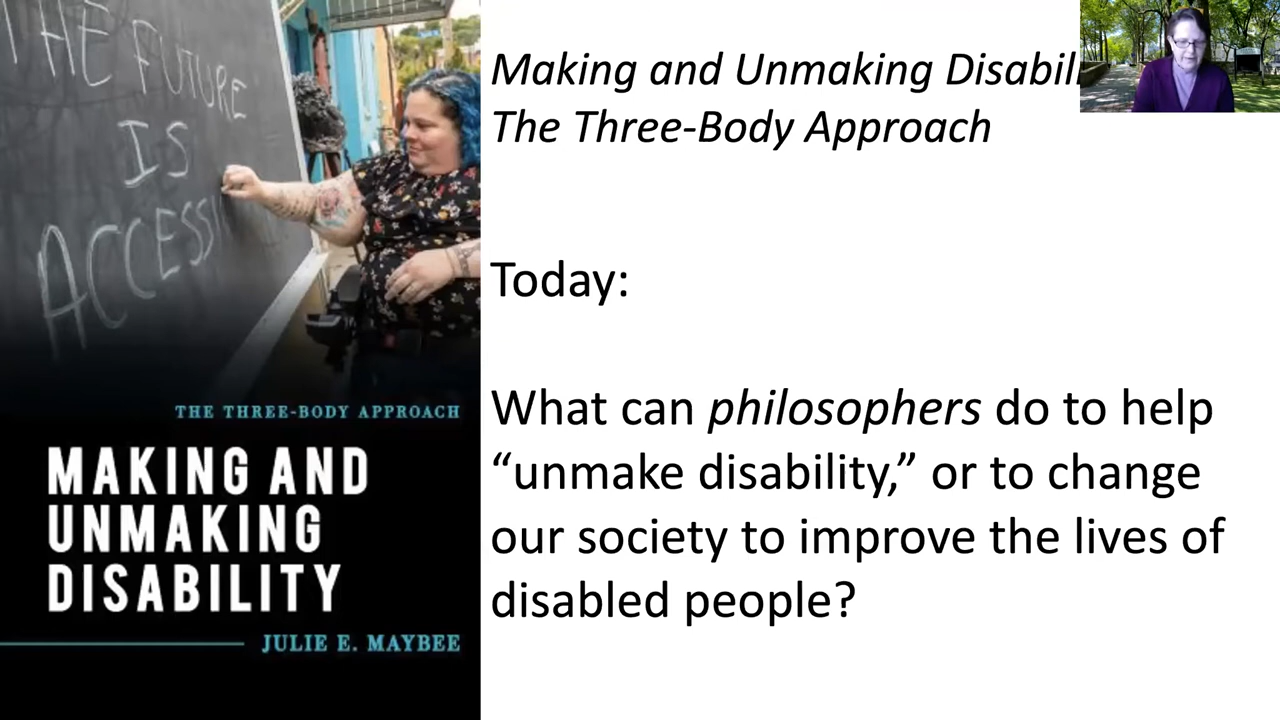 THE FUTURE
IS
ACCESSI
THE THREE-BODY APPROACH
MAKING AND
UNMAKING
DISABILITY
JULIE E. MAYBEE
Making and Unmaking Disabil
The Three-Body Approach
Today:
What can philosophers do to help
“unmake disability,” or to change
our society to improve the lives of
disabled people?